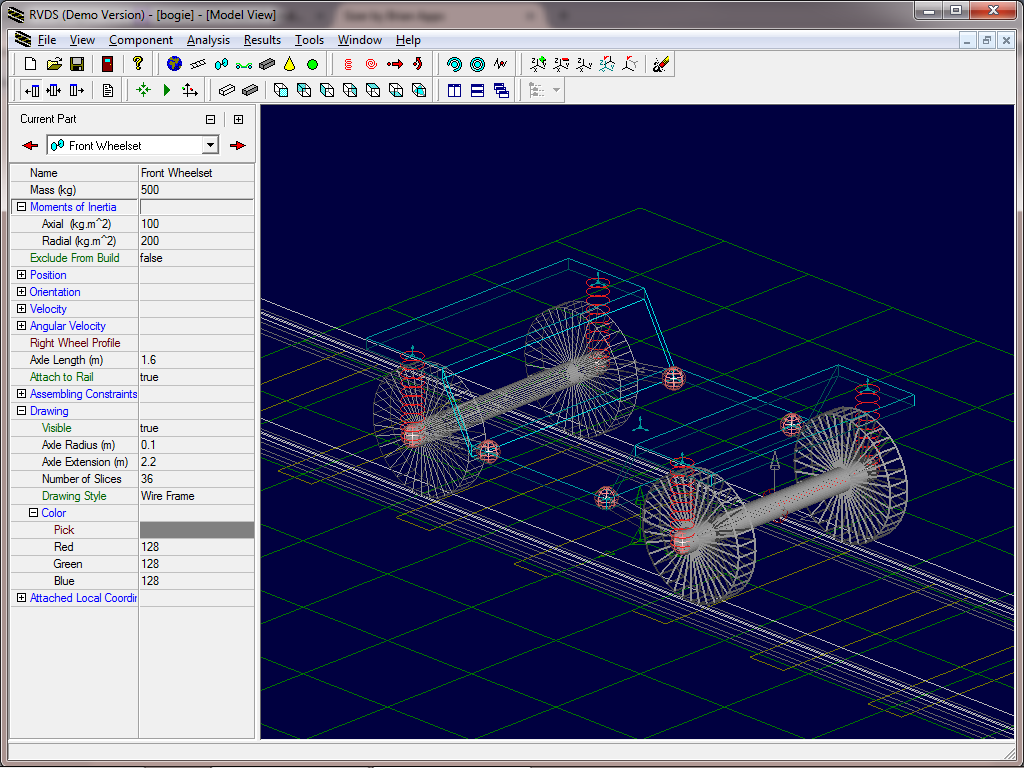 RVDS (Demo Version) - [bogie] - [Model View]
File View Component Analysis Results Tools Window Help
Current Part
Front Wheelset
Name Front Wheelset
Mass (kg) 500
Moments of Inertia
Axial (kg.m^2) 100
Radial (kg.m^2) 200
Exclude From Build false
Position
Orientation
Velocity
Angular Velocity
Right Wheel Profile
Axle Length (m) 1.6
Attach to Rail true
Assembling Constraints
Drawing
Visible true
Axle Radius (m) 0.1
Axle Extension (m) 2.2
Number of Slices 36
Drawing Style Wire Frame
Color
Pick
Red 128
Green 128
Blue 128
Attached Local Coordin